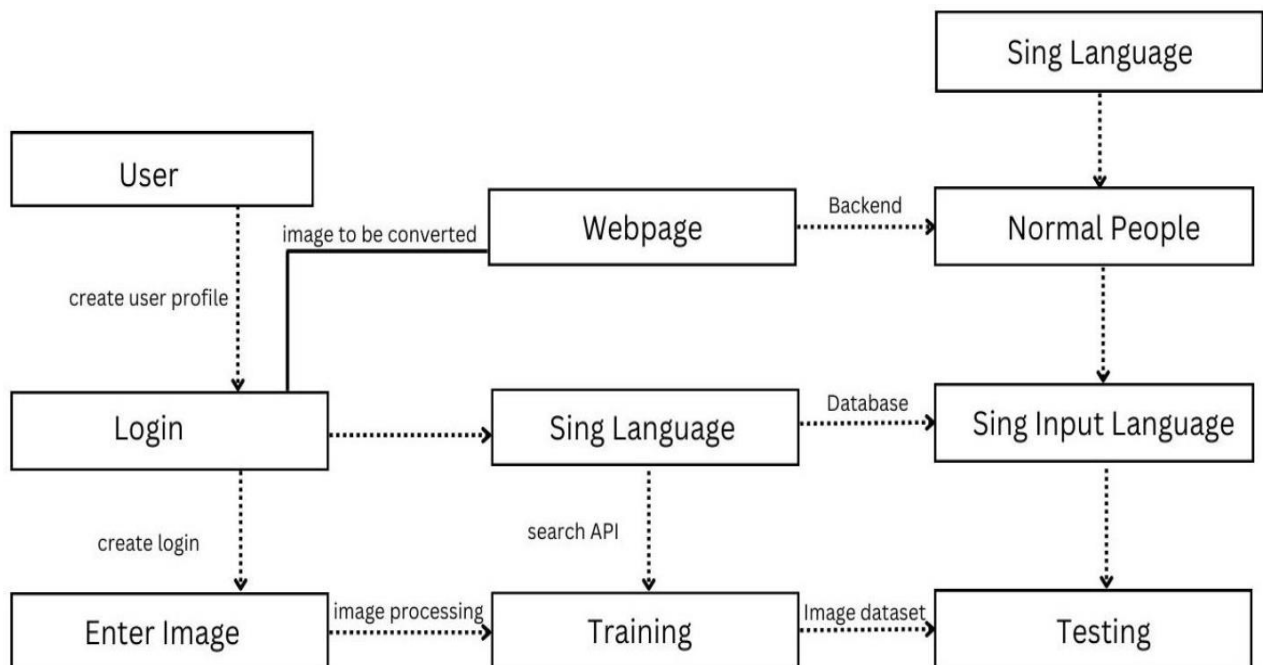 Sing Language
User
Webpage
Backend
Normal People
image to be converted
create user profile
Login
Sing Language
Database
Sing Input Language
create login
search API
Enter Image
image processing
Training
Image dataset
Testing